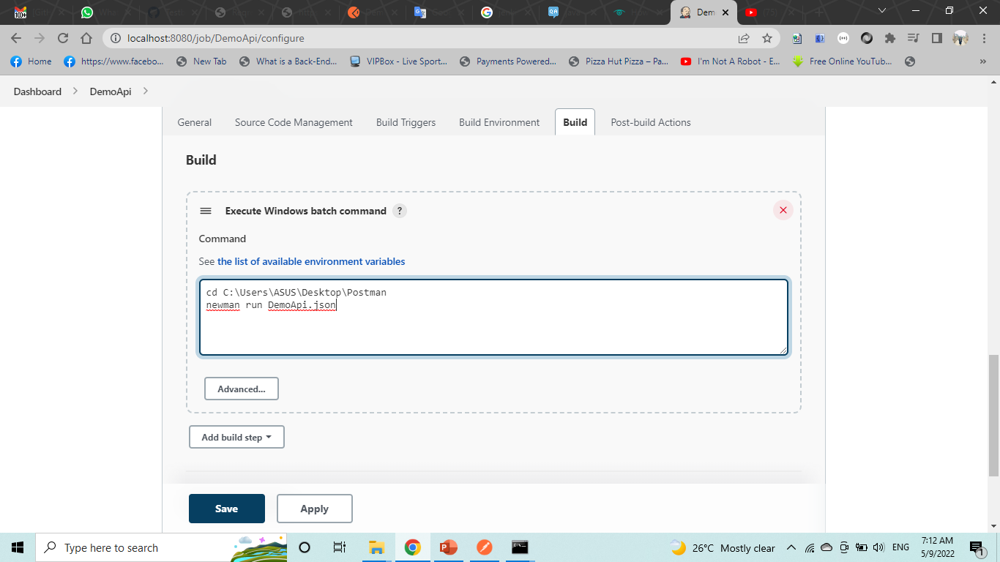 100+
Dem
(75)
localhost:8080/job/DemoApi/configure
Home
https://www.facebo...
New Tab
What is a Back-End...
VIPBox - Live Sport...
Payments Powered...
Pizza Hut Pizza – Pa...
I'm Not A Robot - E...
Free Online YouTub...
»
Dashboard
DemoApi
General
Source Code Management
Build Triggers
Build Environment
Build
Post-build Actions
Build
Execute Windows batch command ?
Command
See the list of available environment variables
cd C:\Users\ASUS\Desktop\Postman
newman run DemoApi.json
Advanced...
Add build step
Save
Apply
Type here to search
26°C Mostly clear
ENG
7:12 AM
5/9/2022
1